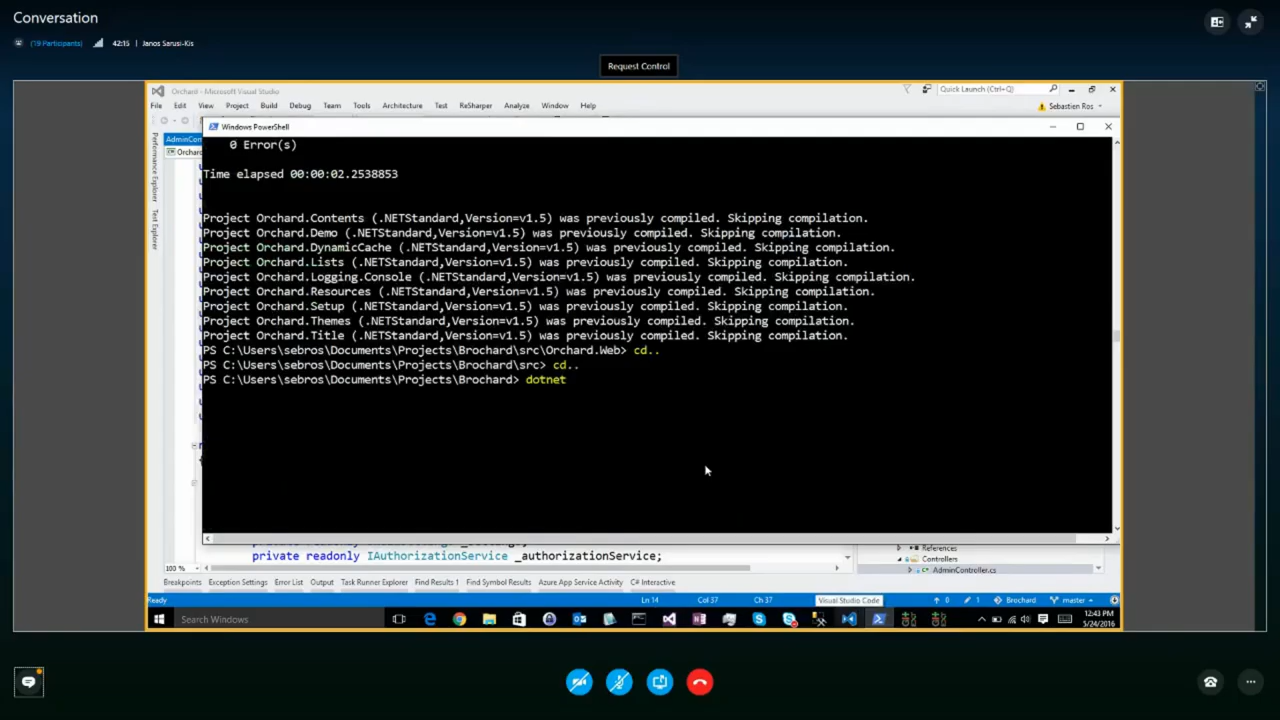 Conversation
(19 Participants) 42:15 | Janos Sarusi-Kis
Request Control
Orchard - Microsoft Visual Studio Quick Launch (Ctrl+Q)
File Edit View Project Build Debug Team Tools Architecture Test ReSharper Analyze Window Help Sebastien Ros
Windows PowerShell
AdminCon
Orchard
Performance Explorer
Test Explorer
0 Error(s)
Time elapsed 00:00:02.2538853
Project Orchard.Contents (.NETStandard,Version=v1.5) was previously compiled. Skipping compilation.
Project Orchard.Demo (.NETStandard,Version=v1.5) was previously compiled. Skipping compilation.
Project Orchard.DynamicCache (.NETStandard,Version=v1.5) was previously compiled. Skipping compilation.
Project Orchard.Lists (.NETStandard,Version=v1.5) was previously compiled. Skipping compilation.
Project Orchard.Logging.Console (.NETStandard,Version=v1.5) was previously compiled. Skipping compilation.
Project Orchard.Resources (.NETStandard,Version=v1.5) was previously compiled. Skipping compilation.
Project Orchard.Setup (.NETStandard,Version=v1.5) was previously compiled. Skipping compilation.
Project Orchard.Themes (.NETStandard,Version=v1.5) was previously compiled. Skipping compilation.
Project Orchard.Title (.NETStandard,Version=v1.5) was previously compiled. Skipping compilation.
PS C:\Users\sebros\Documents\Projects\Brochard\src\Orchard.Web> cd..
PS C:\Users\sebros\Documents\Projects\Brochard\src> cd..
PS C:\Users\sebros\Documents\Projects\Brochard> dotnet
References
private readonly IAuthorizationService _authorizationService;
Controllers
AdminController.cs
100 %
Breakpoints Exception Settings Error List Output Task Runner Explorer Find Results 1 Find Symbol Results Azure App Service Activity C# Interactive
Ready Ln 14 Col 37 Ch 37 Visual Studio Code 0 1 Brochard master
Search Windows 12:43 PM
5/24/2016